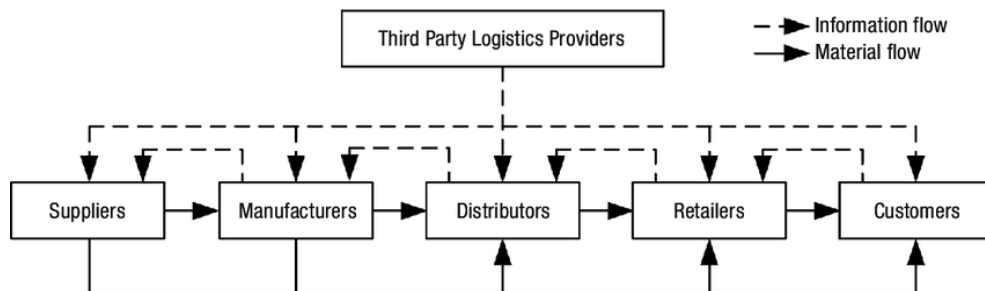 Third Party Logistics Providers
Information flow
Material flow
Suppliers
Manufacturers
Distributors
Retailers
Customers